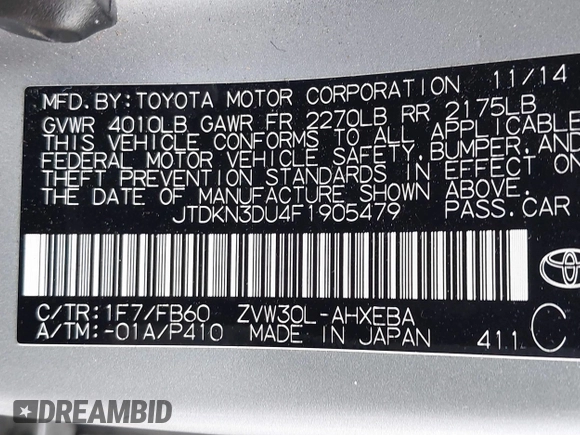 MFD. BY: TOYOTA MOTOR CORPORATION 11/14
GVWR 4010LB GAWR FR 2270LB RR 2175LB
THIS VEHICLE CONFORMS TO ALL APPLICABLE
FEDERAL MOTOR VEHICLE SAFETY, BUMPER, AND
THEFT PREVENTION STANDARDS IN EFFECT ON
THE DATE OF MANUFACTURE SHOWN ABOVE.
JTDKN3DU4F1905479 PASS. CAR
C/TR: 1F7/FB60 ZVW30L-AHXEBA
A/TM: -01A/P410 MADE IN JAPAN 411 C
DREAMBID